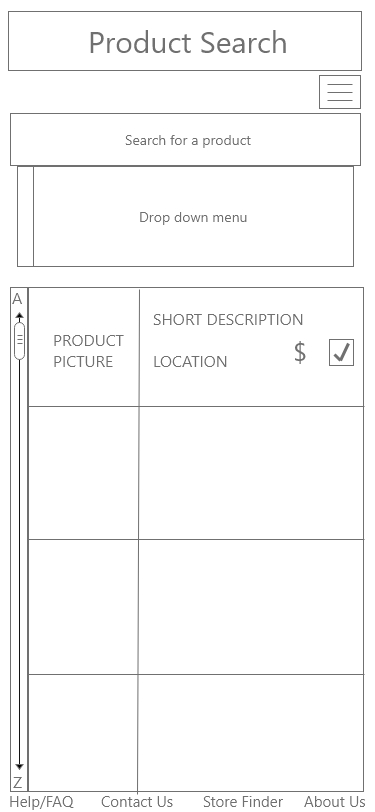 Product Search
Search for a product
Drop down menu
A
SHORT DESCRIPTION
PRODUCT
PICTURE
LOCATION
$
Z
Help/FAQ
Contact Us
Store Finder
About Us